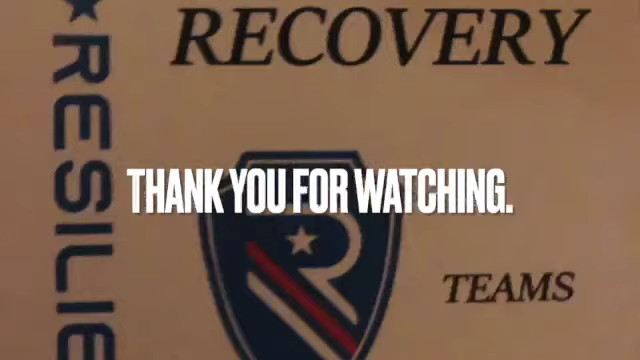 RECOVERY
★RESILIE
THANK YOU FOR WATCHING.
R
TEAMS